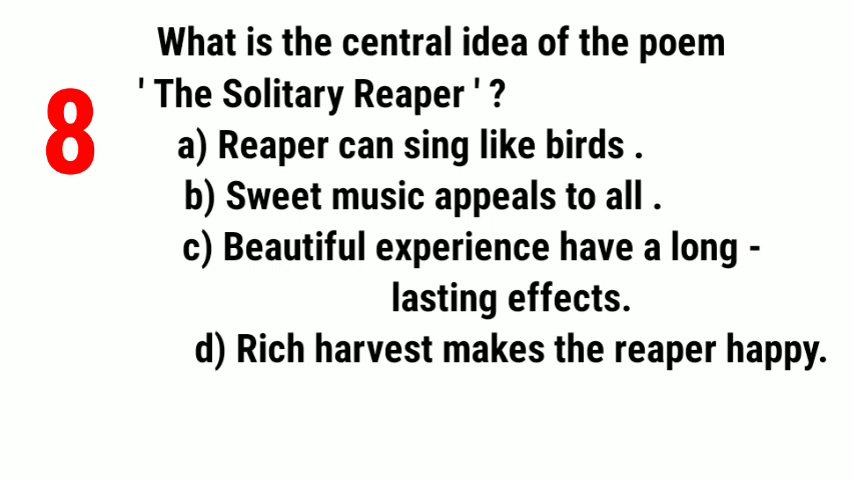 What is the central idea of the poem
' The Solitary Reaper ' ?
8
a) Reaper can sing like birds .
b) Sweet music appeals to all .
c) Beautiful experience have a long -
lasting effects.
d) Rich harvest makes the reaper happy.